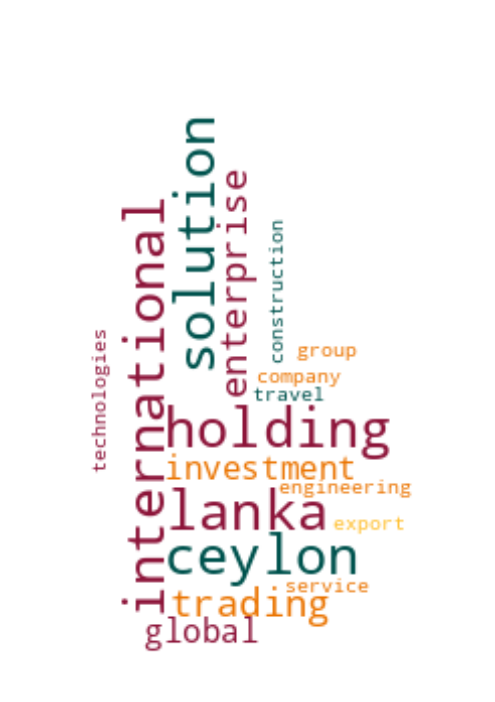 solution
enterprise
international
construction
technologies
group
company
travel
holding
investment
engineering
lanka
export
ceylon
service
trading
global